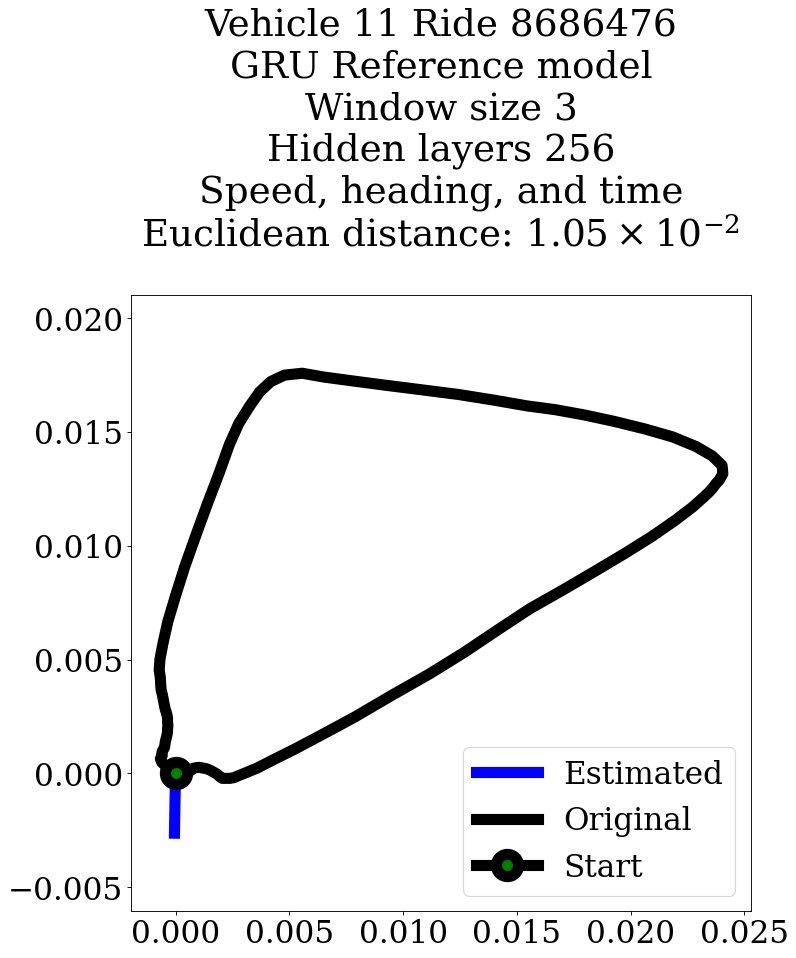 Vehicle 11 Ride 8686476
GRU Reference model
Window size 3
Hidden layers 256
Speed, heading, and time
Euclidean distance: 1.05 × 10⁻²
0.020
0.015
0.010
0.005
0.000
−0.005
Estimated
Original
Start
0.000 0.005 0.010 0.015 0.020 0.025